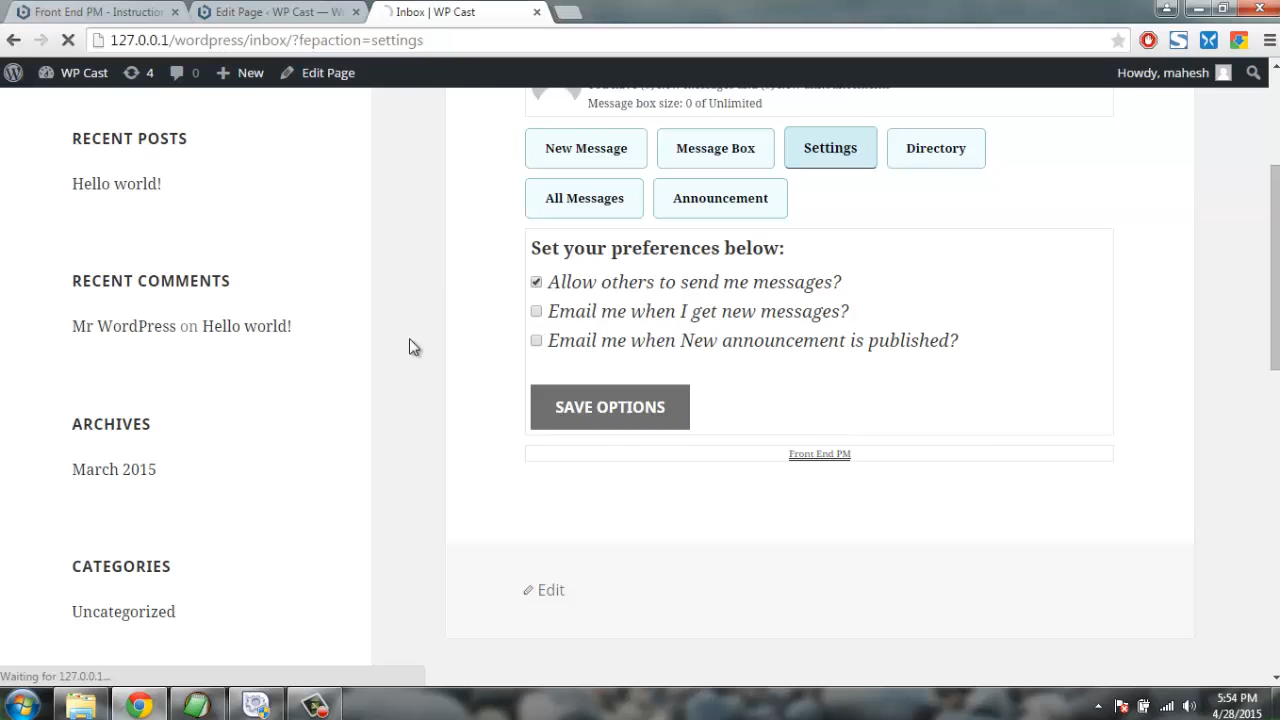 Front End PM - Instruction
Edit Page ‹ WP Cast — W
Inbox | WP Cast
127.0.0.1/wordpress/inbox/?fepaction=settings
WP Cast
4
0
New
Edit Page
Howdy, mahesh
RECENT POSTS
Hello world!
RECENT COMMENTS
Mr WordPress on Hello world!
ARCHIVES
March 2015
CATEGORIES
Uncategorized
Message box size: 0 of Unlimited
New Message
Message Box
Settings
Directory
All Messages
Announcement
Set your preferences below:
Allow others to send me messages?
Email me when I get new messages?
Email me when New announcement is published?
SAVE OPTIONS
Front End PM
Edit
Waiting for 127.0.0.1...
5:54 PM
4/28/2015